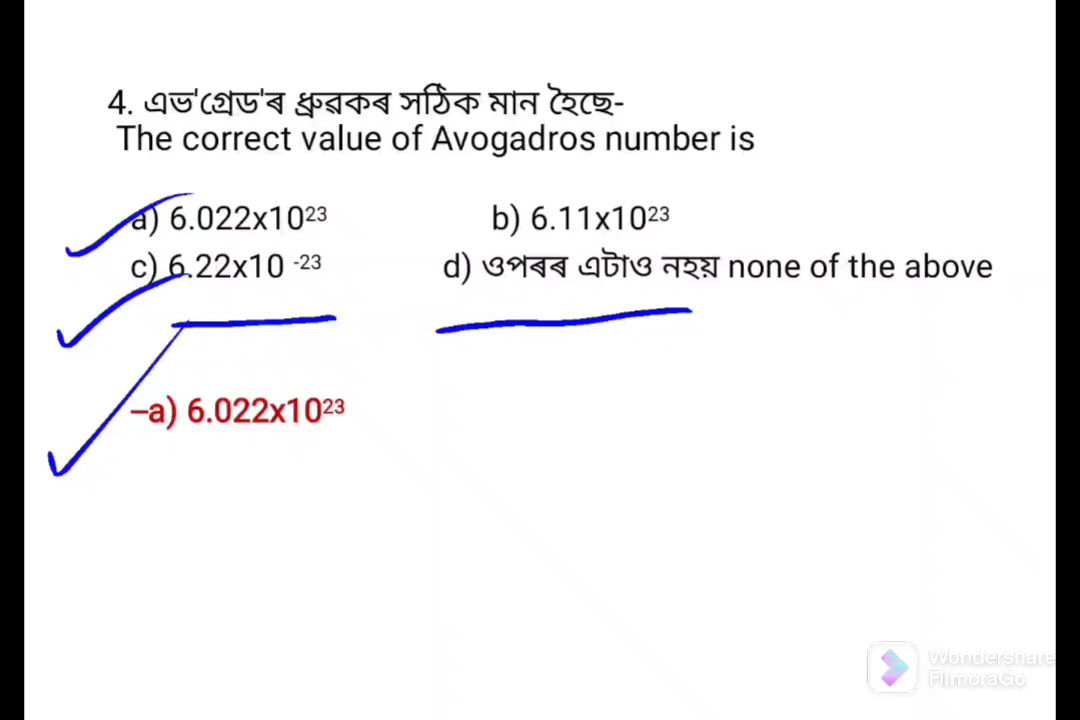 4. এভ'গ্ৰেড'ৰ ধ্ৰুৱকৰ সঠিক মান হৈছে-
The correct value of Avogadros number is
a) 6.022x10²³ b) 6.11x10²³
c) 6.22x10 ⁻²³ d) ওপৰৰ এটাও নহয় none of the above
–a) 6.022x10²³
Wondershare
FilmoraGo